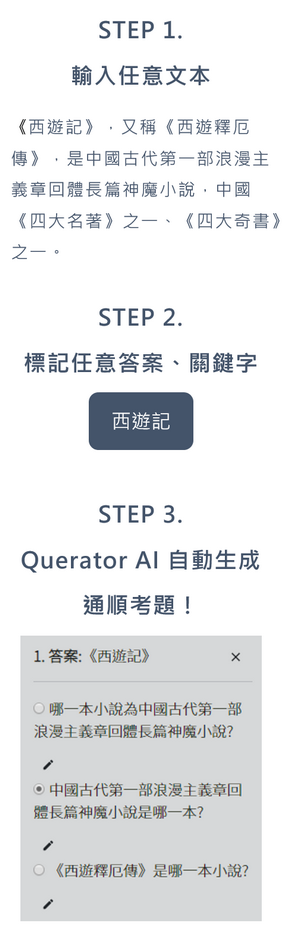 STEP 1.
輸入任意文本
《西遊記》，又稱《西遊釋厄
傳》，是中國古代第一部浪漫主
義章回體長篇神魔小說，中國
《四大名著》之一、《四大奇書》
之一。
STEP 2.
標記任意答案、關鍵字
西遊記
STEP 3.
Querator AI 自動生成
通順考題！
1. 答案:《西遊記》 ×
哪一本小說為中國古代第一部
浪漫主義章回體長篇神魔小說?
中國古代第一部浪漫主義章回
體長篇神魔小說是哪一本?
《西遊釋厄傳》是哪一本小說?